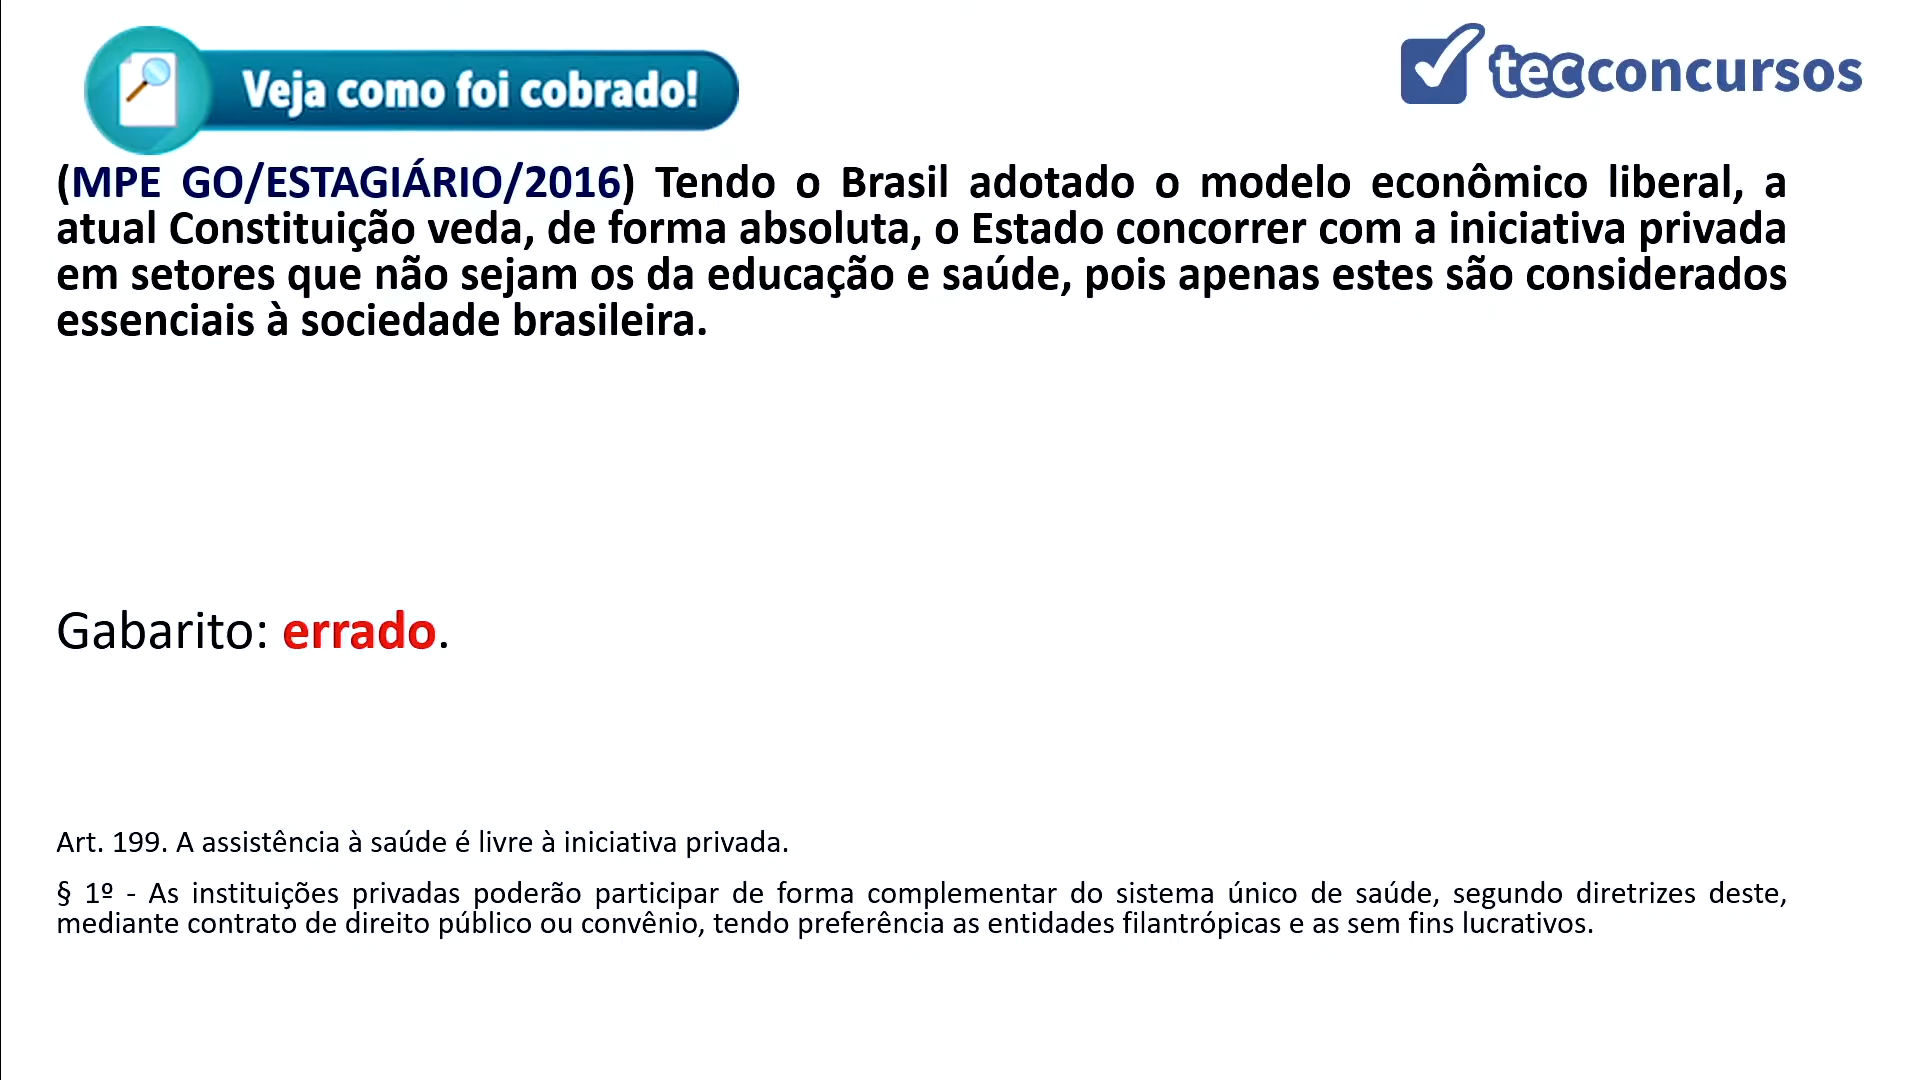 Veja como foi cobrado!
tecconcursos
(MPE GO/ESTAGIÁRIO/2016) Tendo o Brasil adotado o modelo econômico liberal, a
atual Constituição veda, de forma absoluta, o Estado concorrer com a iniciativa privada
em setores que não sejam os da educação e saúde, pois apenas estes são considerados
essenciais à sociedade brasileira.
Gabarito: errado.
Art. 199. A assistência à saúde é livre à iniciativa privada.
§ 1º - As instituições privadas poderão participar de forma complementar do sistema único de saúde, segundo diretrizes deste,
mediante contrato de direito público ou convênio, tendo preferência as entidades filantrópicas e as sem fins lucrativos.